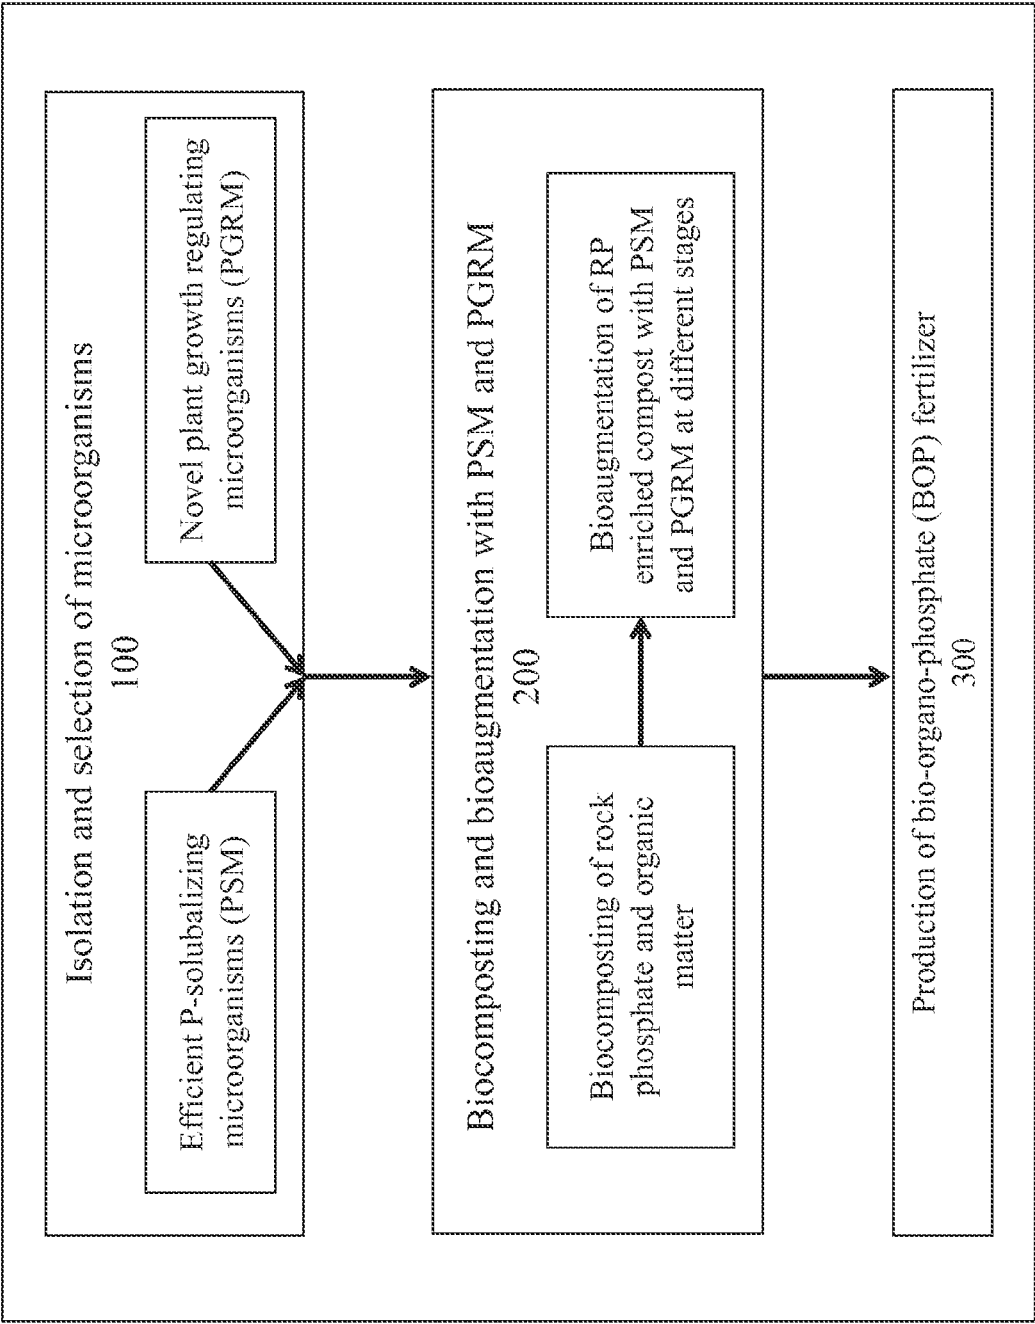 Isolation and selection of microorganisms
100
Efficient P-solubalizing
microorganisms (PSM)
Novel plant growth regulating
microorganisms (PGRM)
Biocomposting and bioaugmentation with PSM and PGRM
200
Biocomposting of rock
phosphate and organic
matter
Bioaugmentation of RP
enriched compost with PSM
and PGRM at different stages
Production of bio-organo-phosphate (BOP) fertilizer
300